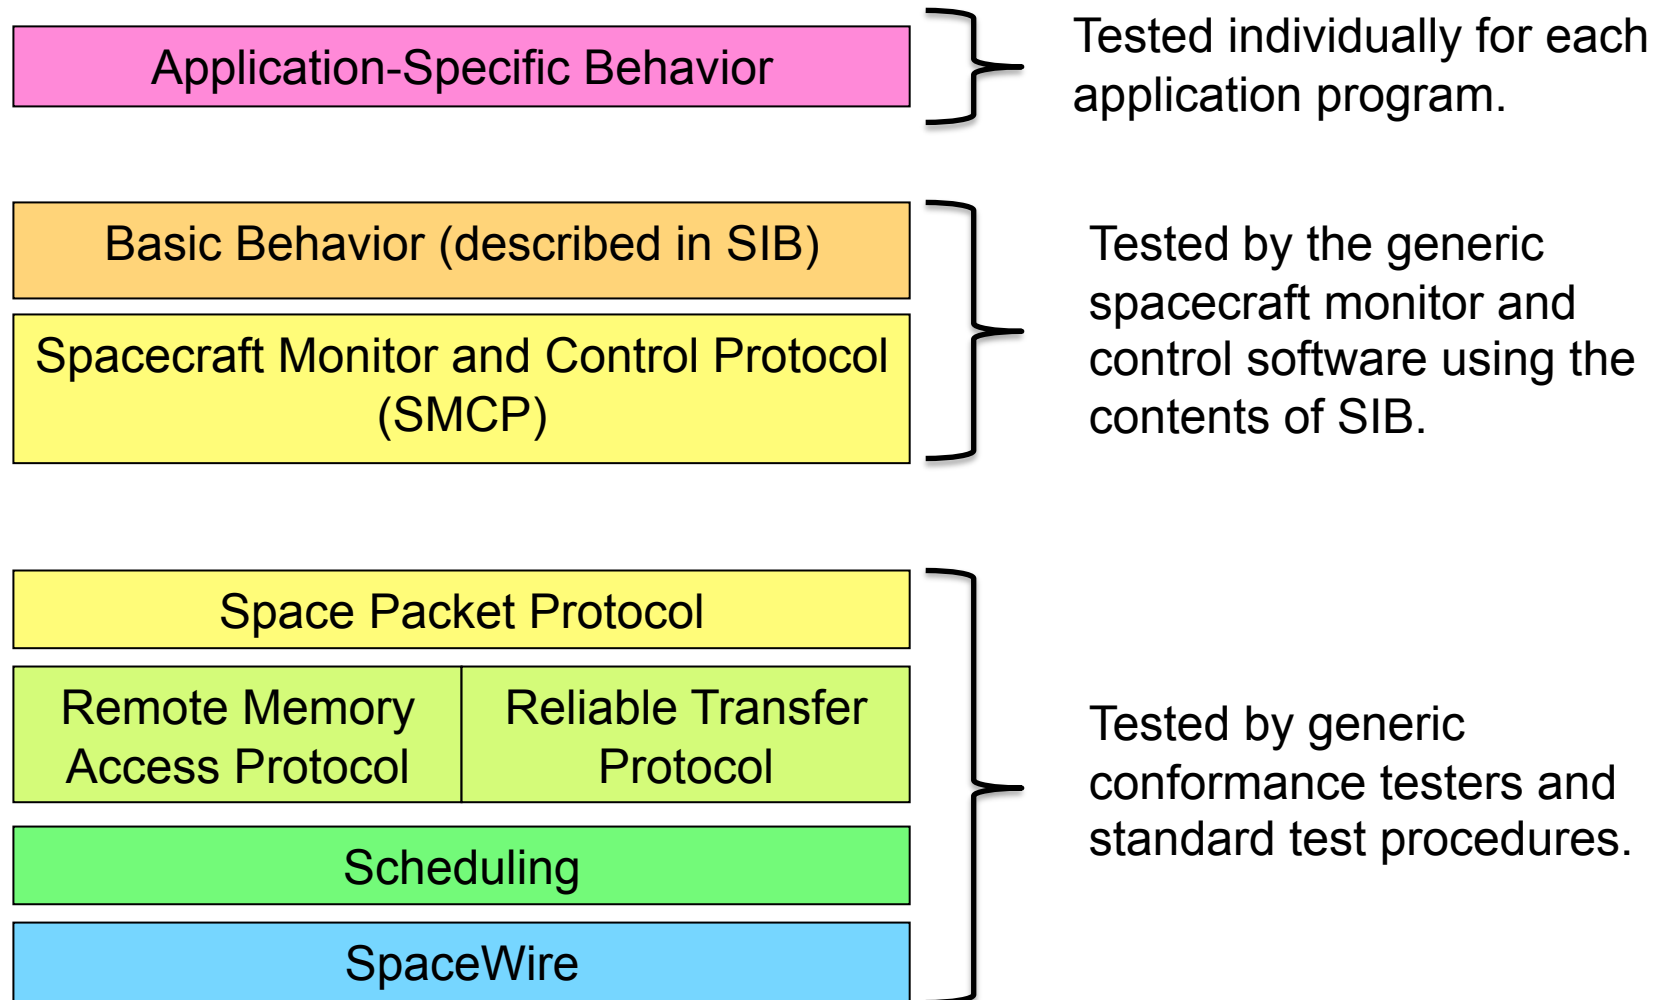 Application-Specific Behavior
Tested individually for each
application program.
Basic Behavior (described in SIB)
Spacecraft Monitor and Control Protocol
(SMCP)
Tested by the generic
spacecraft monitor and
control software using the
contents of SIB.
Space Packet Protocol
Remote Memory
Access Protocol
Reliable Transfer
Protocol
Scheduling
SpaceWire
Tested by generic
conformance testers and
standard test procedures.